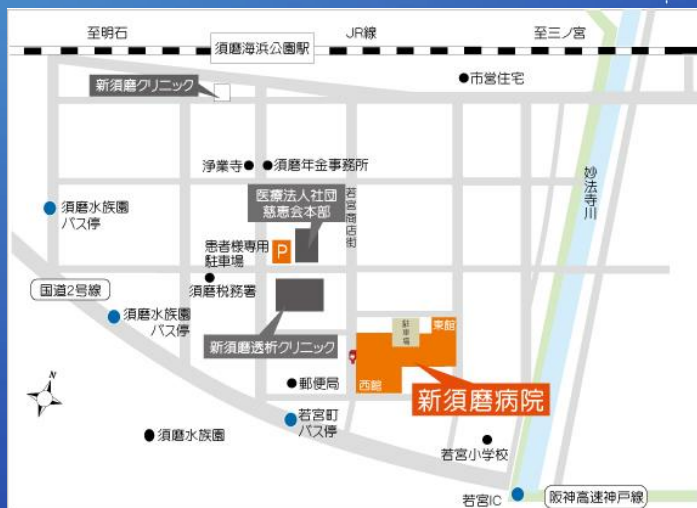 至明石
須磨海浜公園駅
JR線
至三ノ宮
新須磨クリニック
市営住宅
浄業寺
須磨年金事務所
妙法寺川
医療法人社団
慈恵会本部
若宮商店街
須磨水族園
バス停
患者様専用
駐車場
P
国道2号線
須磨税務署
須磨水族園
バス停
新須磨透析クリニック
駐車場
東館
西館
N
郵便局
新須磨病院
若宮町
バス停
須磨水族園
若宮小学校
若宮IC
阪神高速神戸線